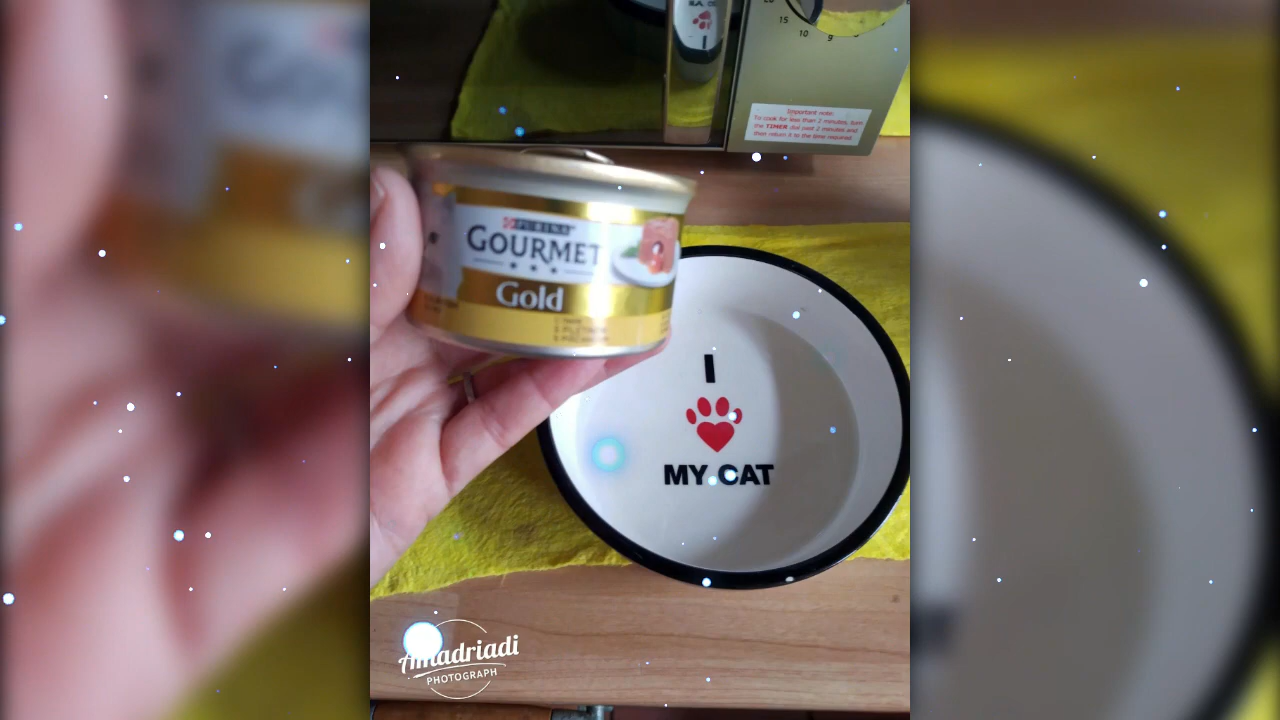 15
10
Important note:
To cook for less than 2 minutes, turn
the TIMER dial past 2 minutes and
then return it to the time required.
PURINA
GOURMET
Gold
I
MY CAT
Amadriadi
PHOTOGRAPH